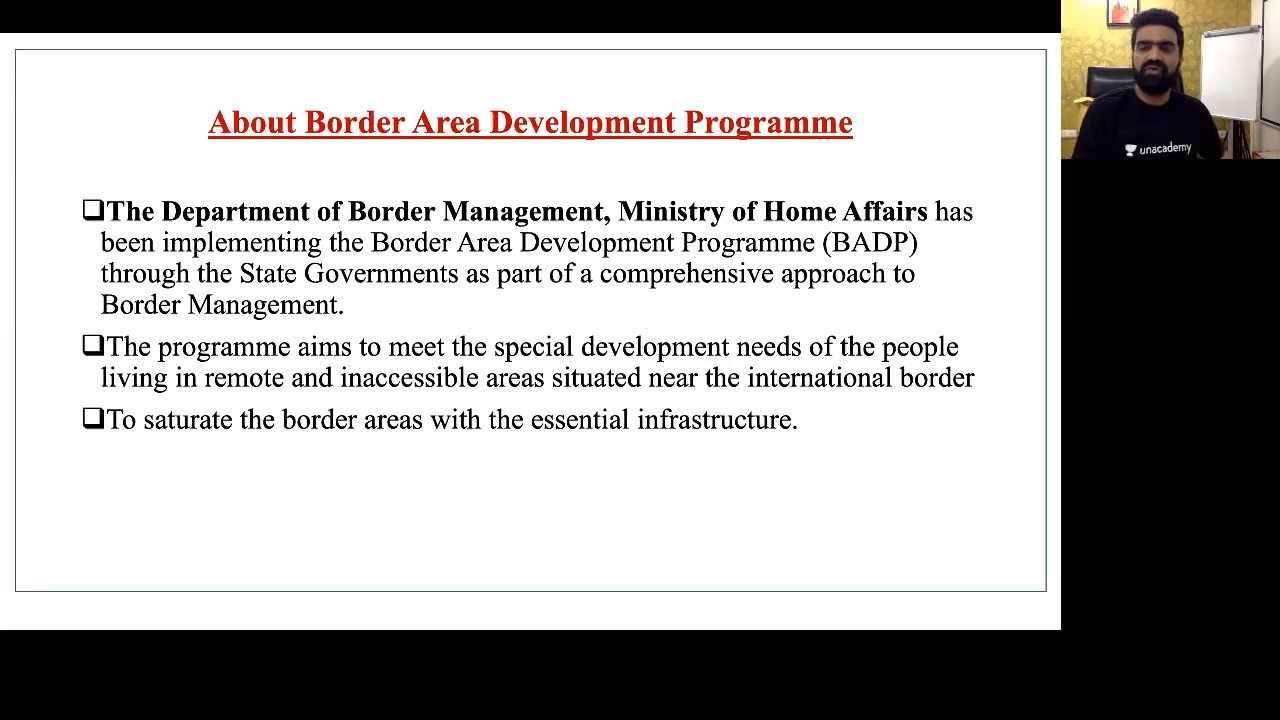 About Border Area Development Programme
❑The Department of Border Management, Ministry of Home Affairs has
been implementing the Border Area Development Programme (BADP)
through the State Governments as part of a comprehensive approach to
Border Management.
❑The programme aims to meet the special development needs of the people
living in remote and inaccessible areas situated near the international border
❑To saturate the border areas with the essential infrastructure.
unacademy